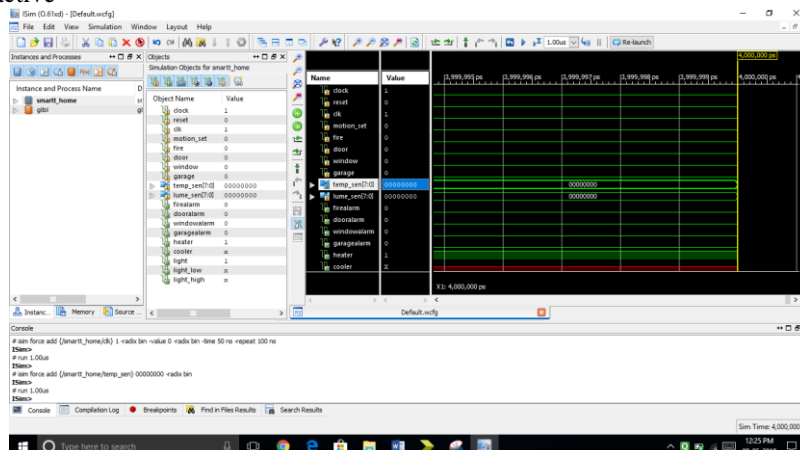 ISim (O.61xd) - [Default.wcfg]
File Edit View Simulation Window Layout Help
1.00us
Re-launch
Instances and Processes
Instance and Process Name
smartt_home
glbl
Objects
Simulation Objects for smartt_home
Object Name Value
clock 1
reset 0
clk 1
motion_set 0
fire 0
door 0
window 0
garage 0
temp_sen[7:0] 00000000
lume_sen[7:0] 00000000
firealarm 0
dooralarm 0
windowalarm 0
garagealarm 0
heater 1
cooler x
light 1
light_low x
light_high x
Name Value
clock 1
reset 0
clk 1
motion_set 0
fire 0
door 0
window 0
garage 0
temp_sen[7:0] 00000000
lume_sen[7:0] 00000000
firealarm 0
dooralarm 0
windowalarm 0
garagealarm 0
heater 1
cooler X
4,000,000 ps
3,999,995 ps 3,999,996 ps 3,999,997 ps 3,999,998 ps 3,999,999 ps 4,000,000 ps
00000000
00000000
X1: 4,000,000 ps
Instanc... Memory Source ...
Default.wcfg
Console
# isim force add {/smartt_home/clk} 1 -radix bin -value 0 -radix bin -time 50 ns -repeat 100 ns
ISim>
# run 1.00us
ISim>
# isim force add {/smartt_home/temp_sen} 00000000 -radix bin
ISim>
# run 1.00us
ISim>
Console Compilation Log Breakpoints Find in Files Results Search Results
Sim Time: 4,000,000
Type here to search
12:25 PM